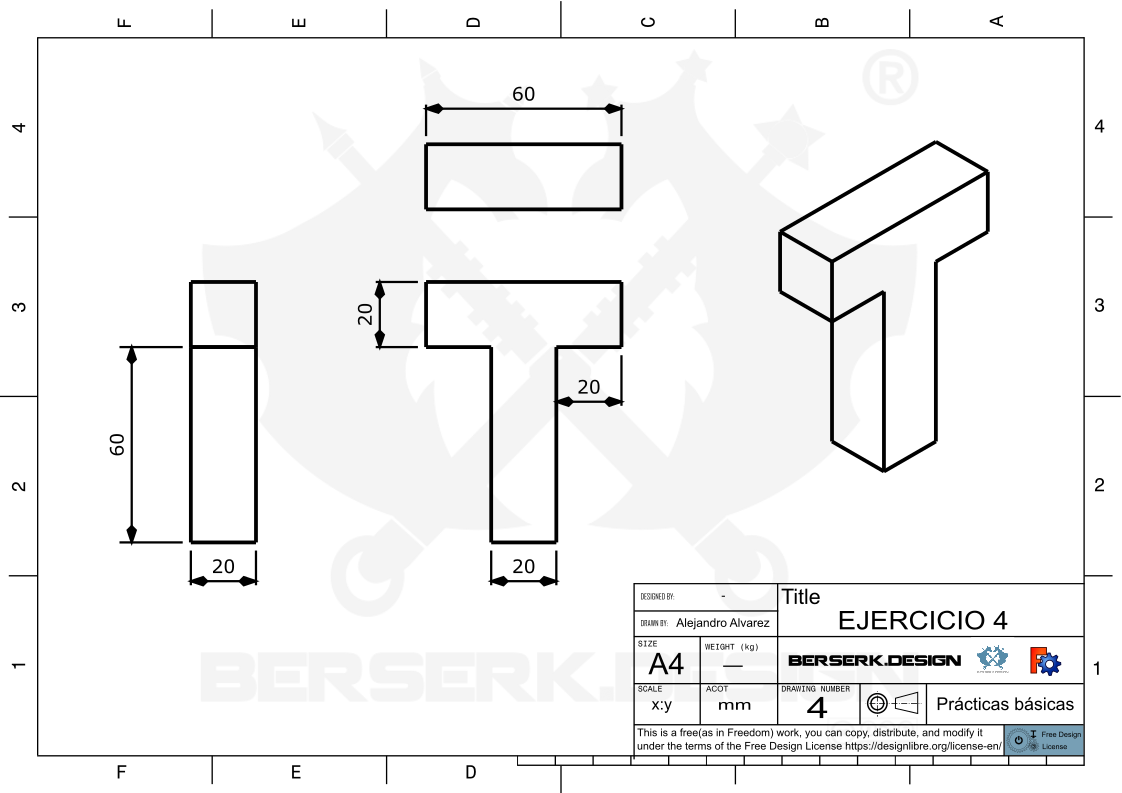 F E D C B A
®
4 60 4
3 20 20 3
2 60 2
20 20
1 1
BERSERK.DESIGN
DESIGNED BY: -
DRAWN BY: Alejandro Alvarez
Title
EJERCICIO 4
SIZE
A4
WEIGHT (kg)
—
BERSERK.DESIGN
SCALE
x:y
ACOT
mm
DRAWING NUMBER
4
Prácticas básicas
This is a free(as in Freedom) work, you can copy, distribute, and modify it
under the terms of the Free Design License https://designlibre.org/license-en/
Free Design
License
F E D